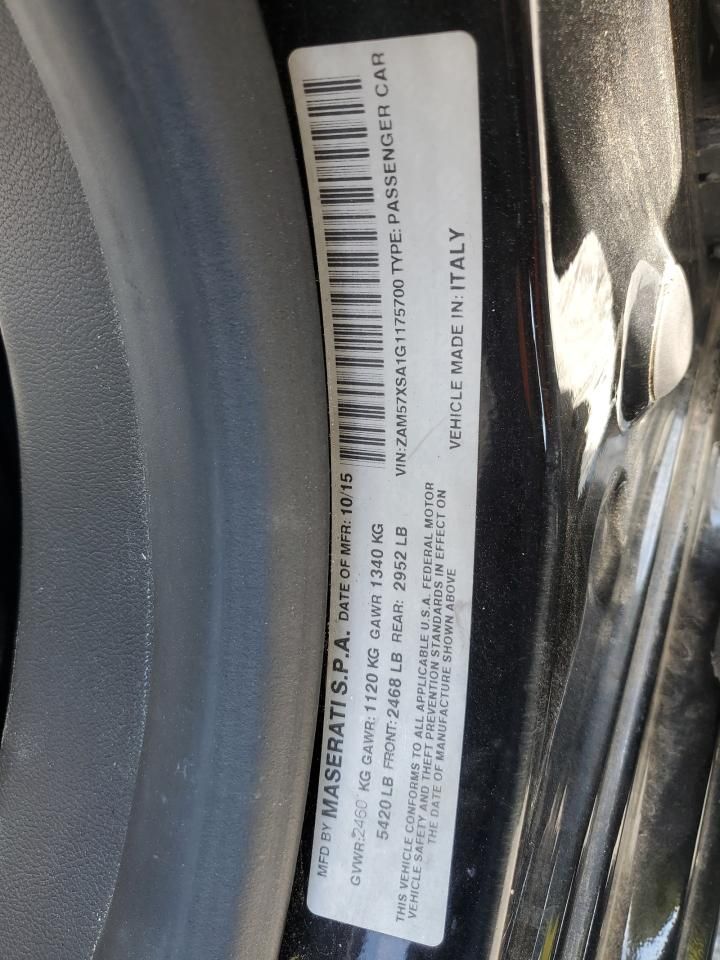 MFD BY MASERATI S.P.A. DATE OF MFR: 10/15
GVWR:2460 KG GAWR: 1120 KG GAWR 1340 KG
5420 LB FRONT: 2468 LB REAR: 2952 LB
VIN:ZAM57XSA1G1175700 TYPE: PASSENGER CAR
THIS VEHICLE CONFORMS TO ALL APPLICABLE U.S.A. FEDERAL MOTOR
VEHICLE SAFETY AND THEFT PREVENTION STANDARDS IN EFFECT ON
THE DATE OF MANUFACTURE SHOWN ABOVE
VEHICLE MADE IN: ITALY